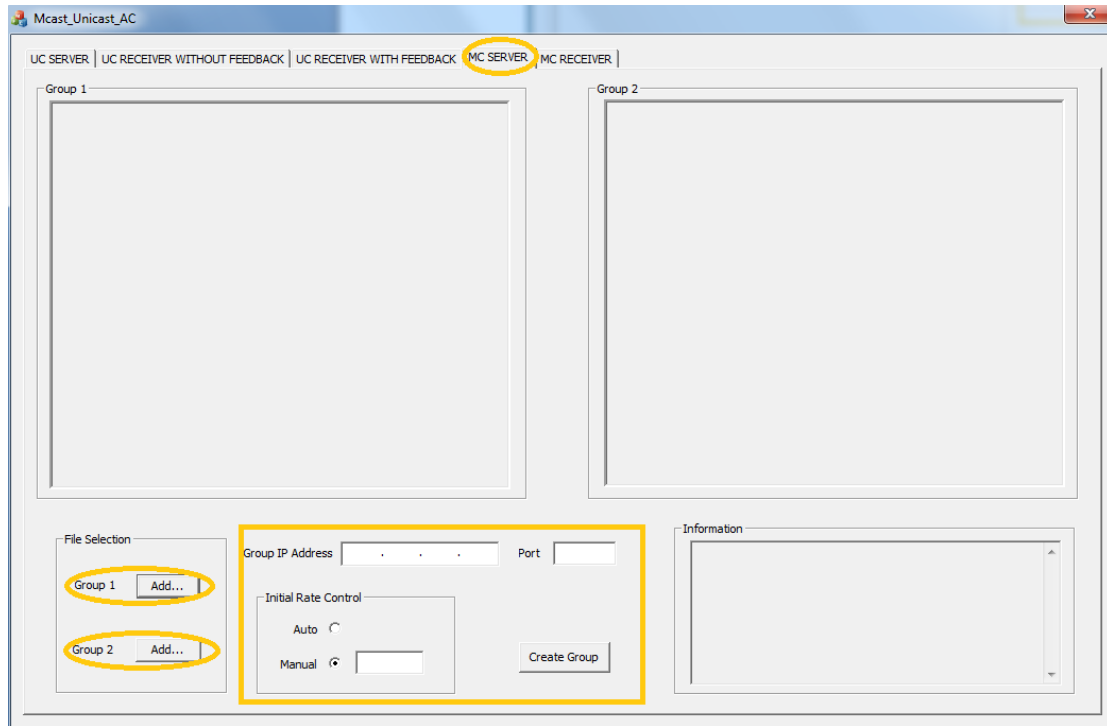 Mcast_Unicast_AC
UC SERVER UC RECEIVER WITHOUT FEEDBACK UC RECEIVER WITH FEEDBACK MC SERVER MC RECEIVER
Group 1 Group 2
File Selection
Group 1 Add...
Group 2 Add...
Group IP Address . . . Port
Initial Rate Control
Auto
Manual
Create Group
Information